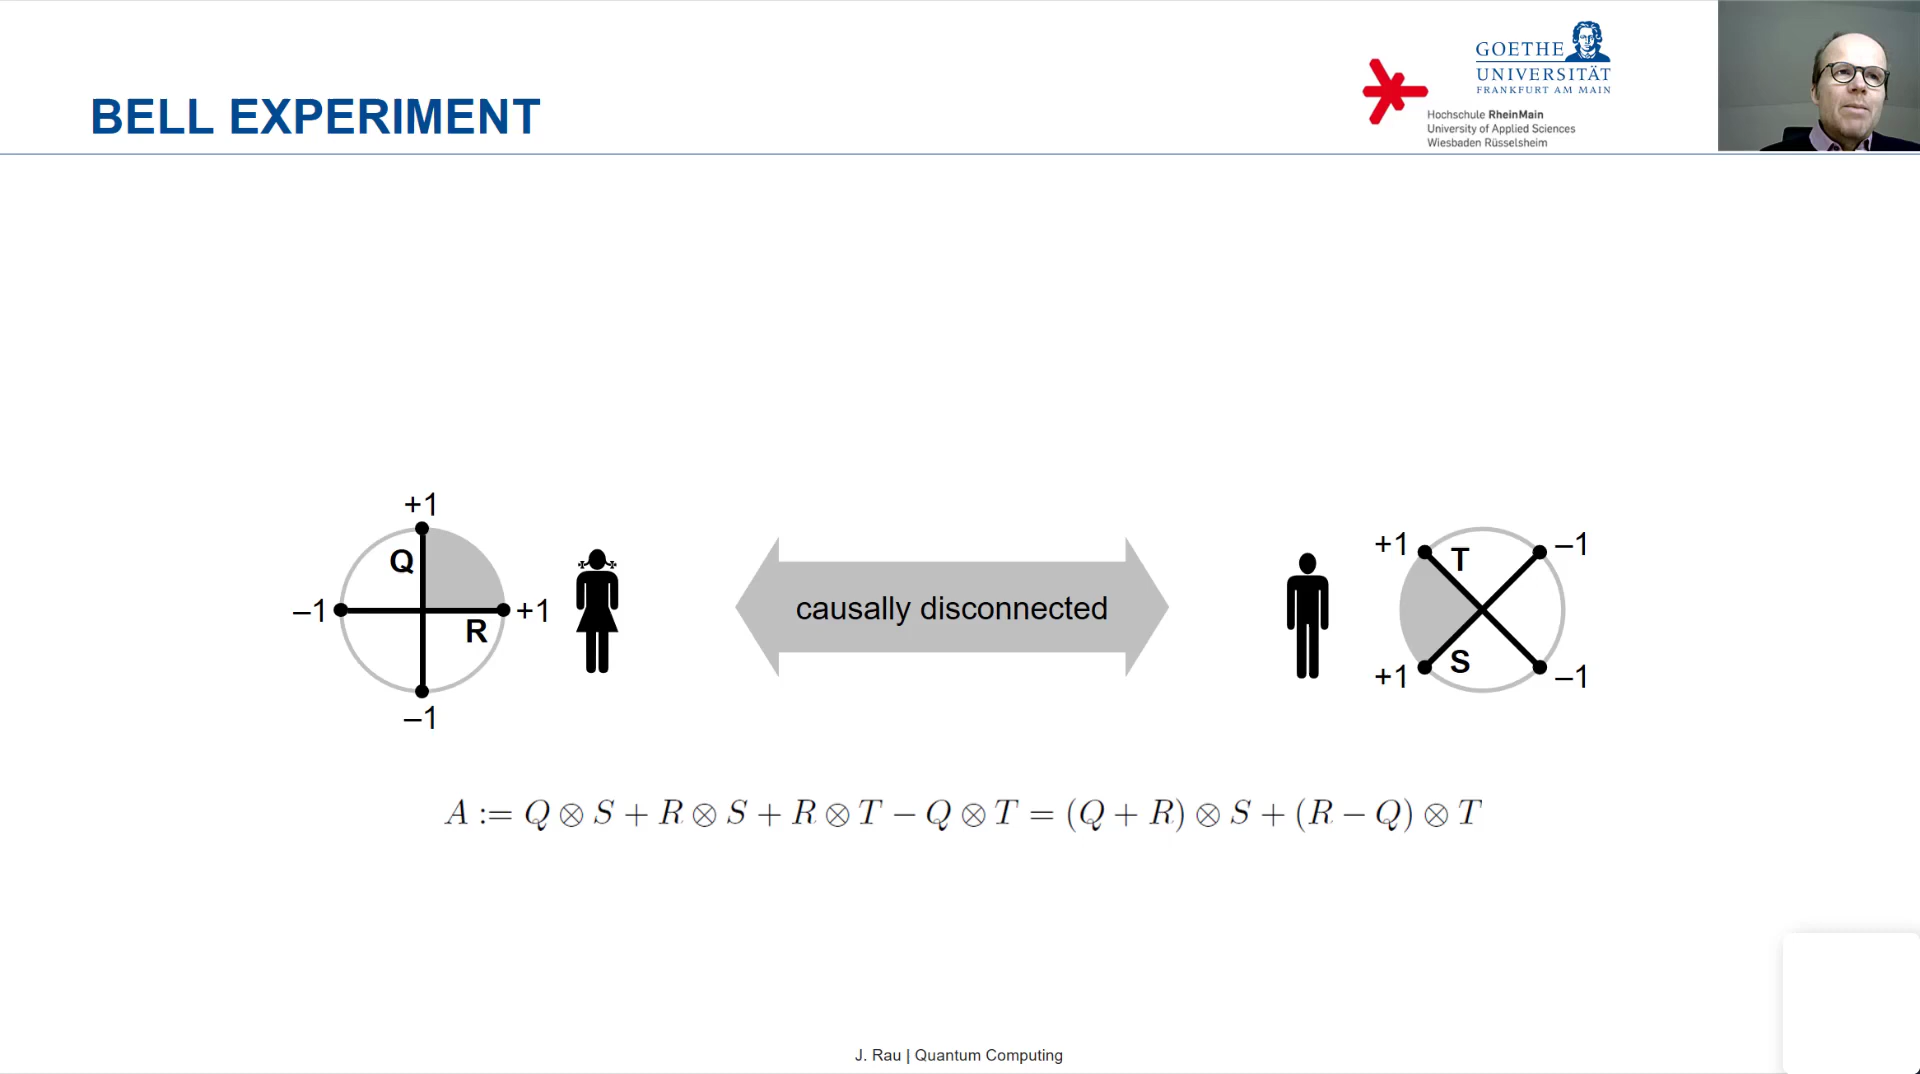 GOETHE
UNIVERSITÄT
FRANKFURT AM MAIN
BELL EXPERIMENT
Hochschule RheinMain
University of Applied Sciences
Wiesbaden Rüsselsheim
+1
Q
–1
+1
R
–1
causally disconnected
+1
T
–1
+1
S
–1
A := Q ⊗ S + R ⊗ S + R ⊗ T − Q ⊗ T = (Q + R) ⊗ S + (R − Q) ⊗ T
J. Rau | Quantum Computing